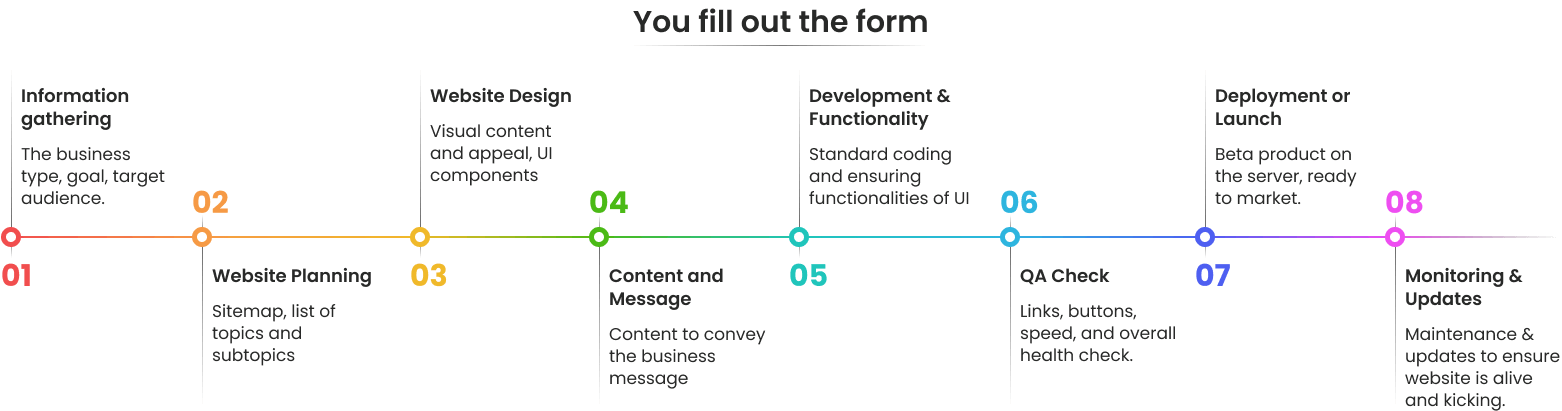 You fill out the form
Information
gathering
The business
type, goal, target
audience.
01
02
Website Planning
Sitemap, list of
topics and
subtopics
Website Design
Visual content
and appeal, UI
components
03
04
Content and
Message
Content to convey
the business
message
Development &
Functionality
Standard coding
and ensuring
functionalities of UI
05
06
QA Check
Links, buttons,
speed, and overall
health check.
Deployment or
Launch
Beta product on
the server, ready
to market.
07
08
Monitoring &
Updates
Maintenance &
updates to ensure
website is alive
and kicking.